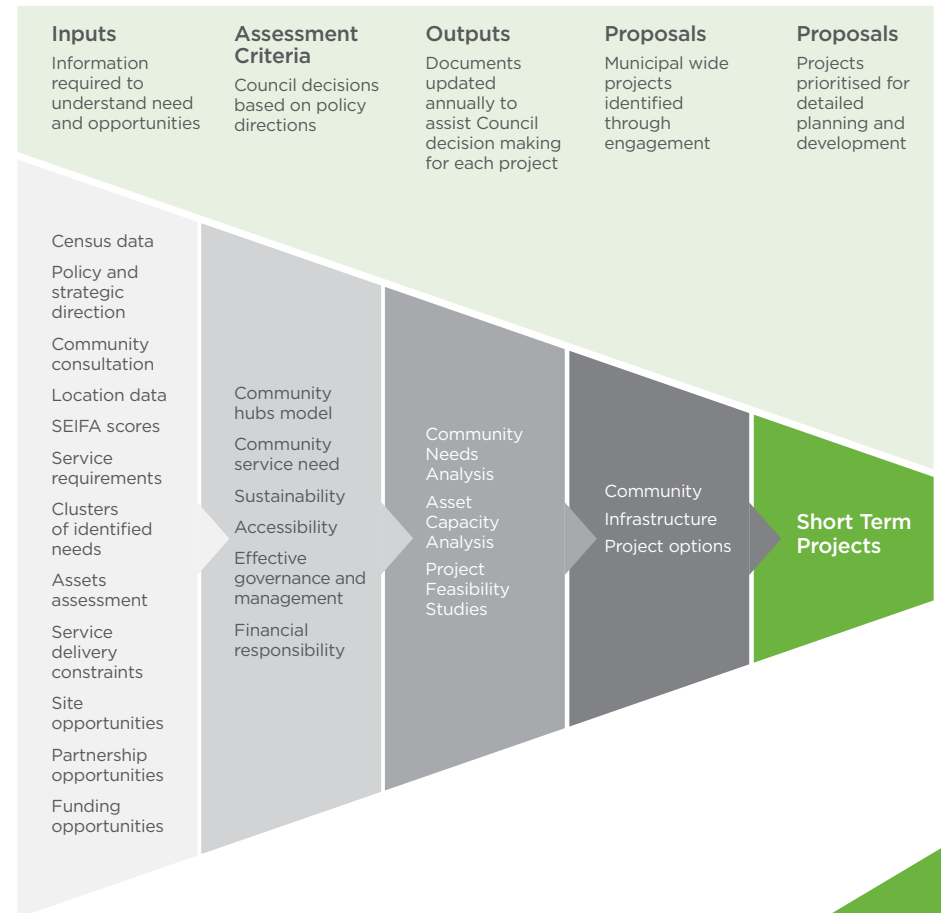 Inputs
Information
required to
understand need
and opportunities
Assessment
Criteria
Council decisions
based on policy
directions
Outputs
Documents
updated
annually to
assist Council
decision making
for each project
Proposals
Municipal wide
projects
identified
through
engagement
Proposals
Projects
prioritised for
detailed
planning and
development
Census data
Policy and
strategic
direction
Community
consultation
Location data
SEIFA scores
Service
requirements
Clusters
of identified
needs
Assets
assessment
Service
delivery
constraints
Site
opportunities
Partnership
opportunities
Funding
opportunities
Community
hubs model
Community
service need
Sustainability
Accessibility
Effective
governance and
management
Financial
responsibility
Community
Needs
Analysis
Asset
Capacity
Analysis
Project
Feasibility
Studies
Community
Infrastructure
Project options
Short Term
Projects